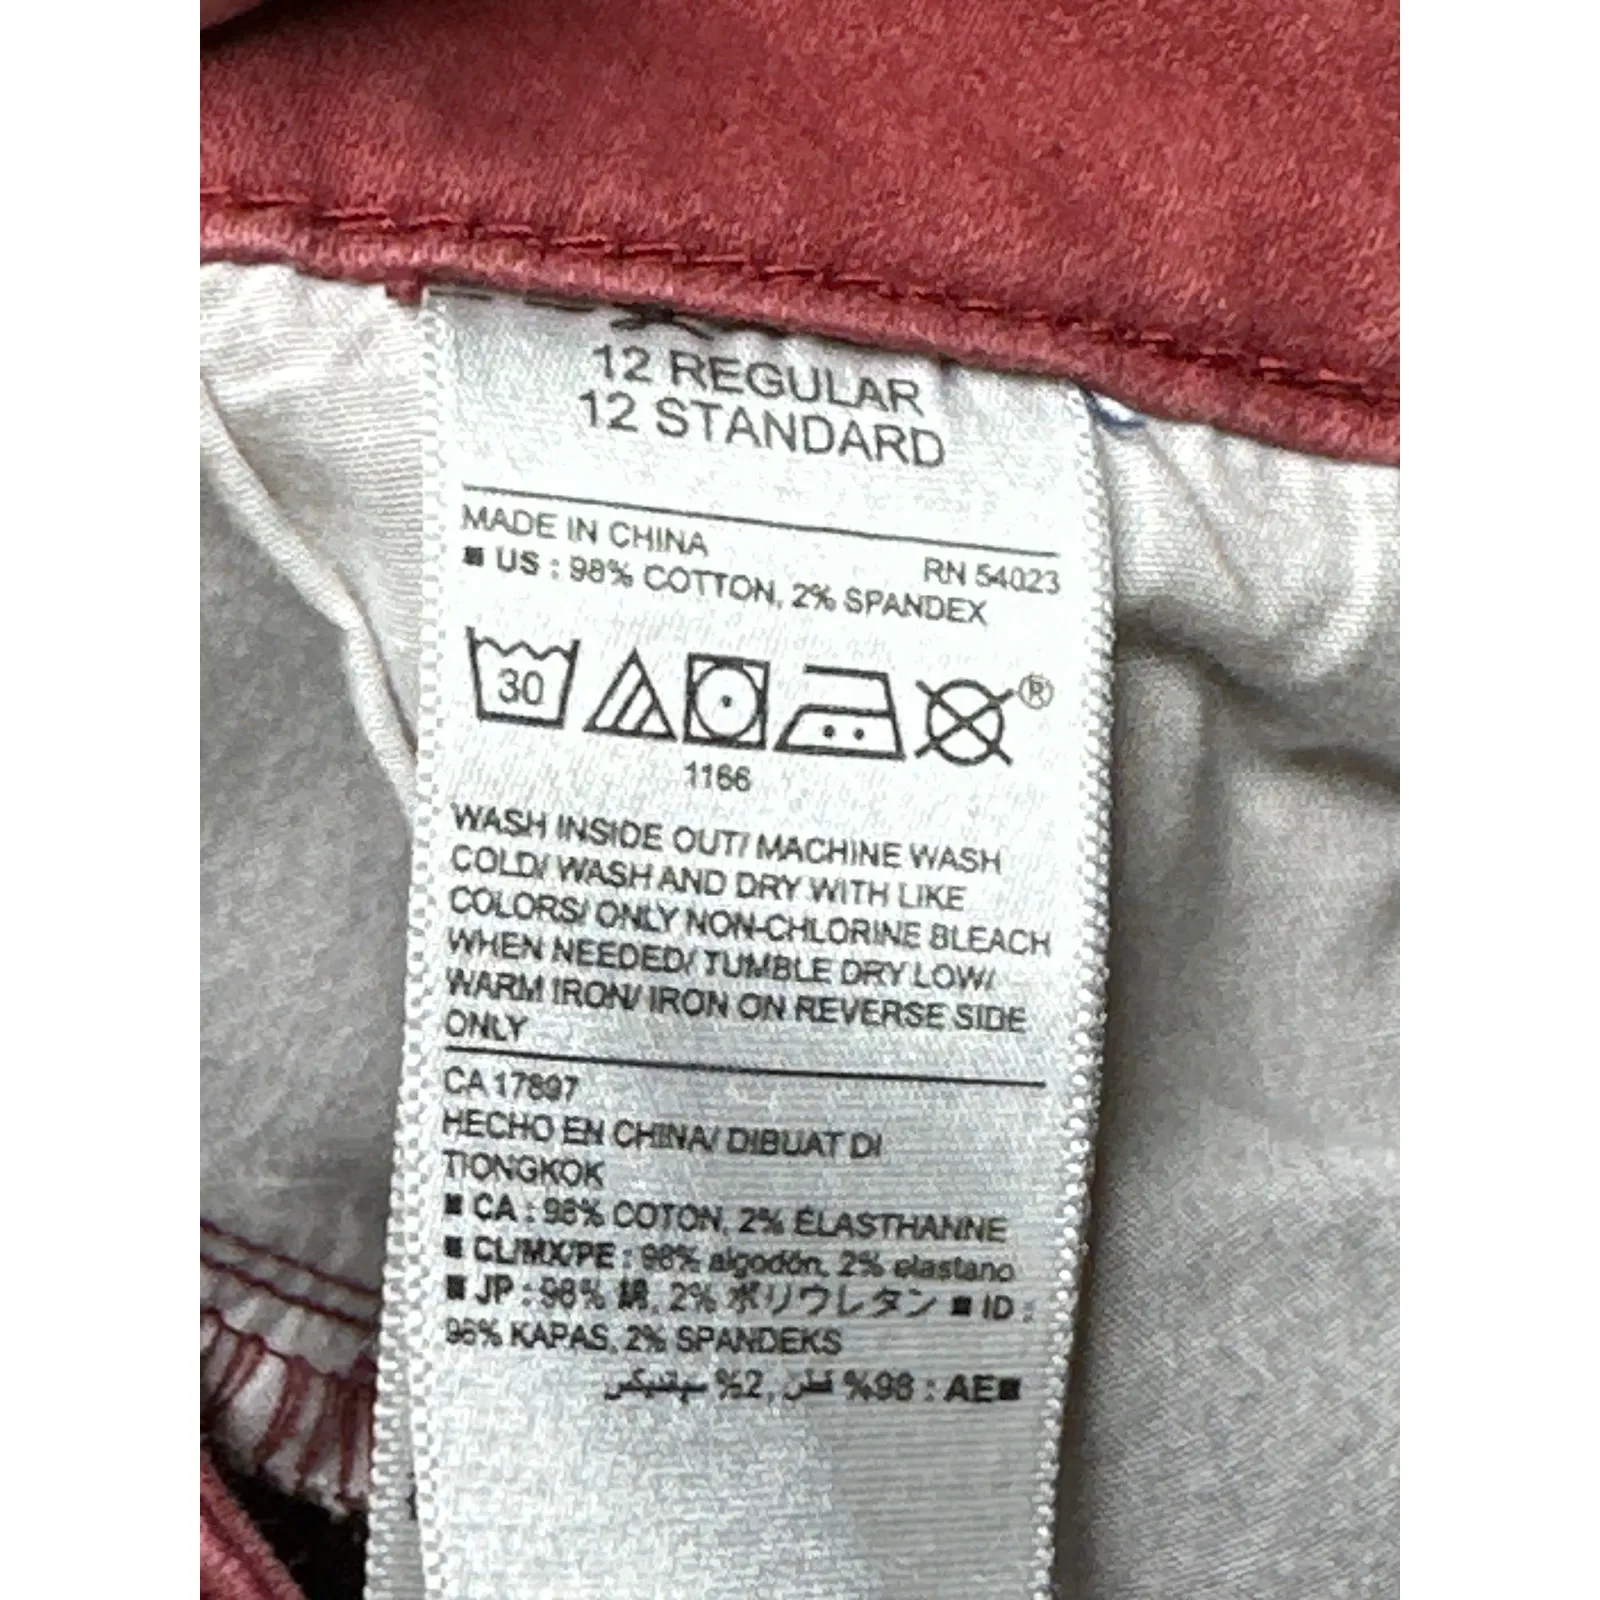 12 REGULAR
12 STANDARD
MADE IN CHINA
RN 54023
■ US : 98% COTTON, 2% SPANDEX
30
®
1166
WASH INSIDE OUT/ MACHINE WASH
COLD/ WASH AND DRY WITH LIKE
COLORS/ ONLY NON-CHLORINE BLEACH
WHEN NEEDED/ TUMBLE DRY LOW/
WARM IRON/ IRON ON REVERSE SIDE
ONLY
CA 17897
HECHO EN CHINA/ DIBUAT DI
TIONGKOK
■ CA : 98% COTON, 2% ÉLASTHANNE
■ CL/MX/PE : 98% algodón, 2% elastano
■ JP : 98% 綿, 2% ポリウレタン ■ ID :
98% KAPAS, 2% SPANDEKS
■AE : 98% قطن, 2% سپاندیکس